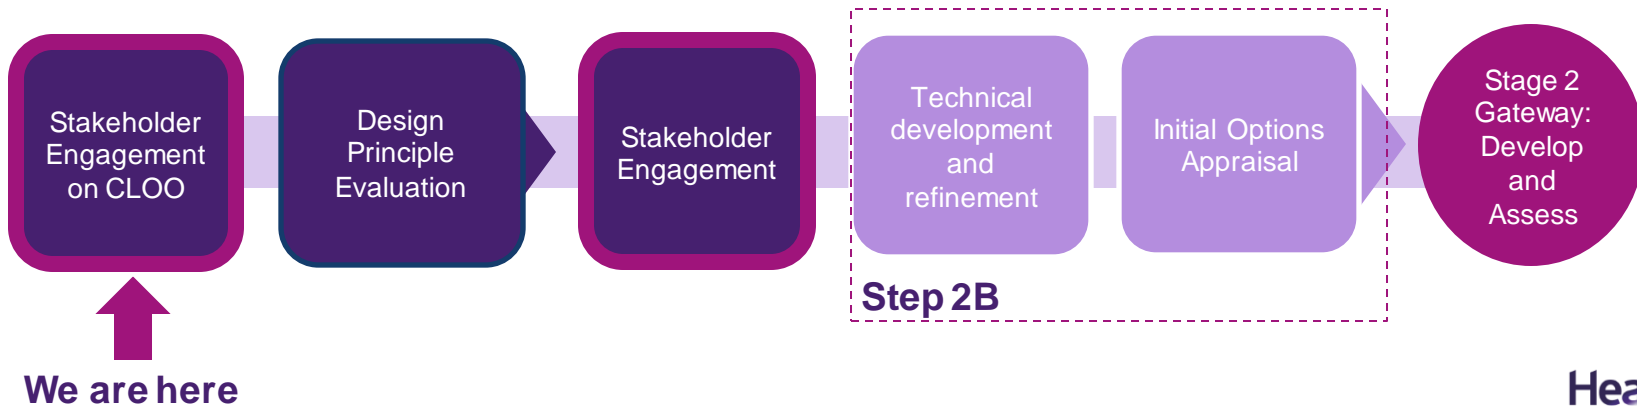 Stakeholder
Engagement
on CLOO
Design
Principle
Evaluation
Stakeholder
Engagement
Technical
development
and
refinement
Initial Options
Appraisal
Stage 2
Gateway:
Develop
and
Assess
Step 2B
We are here